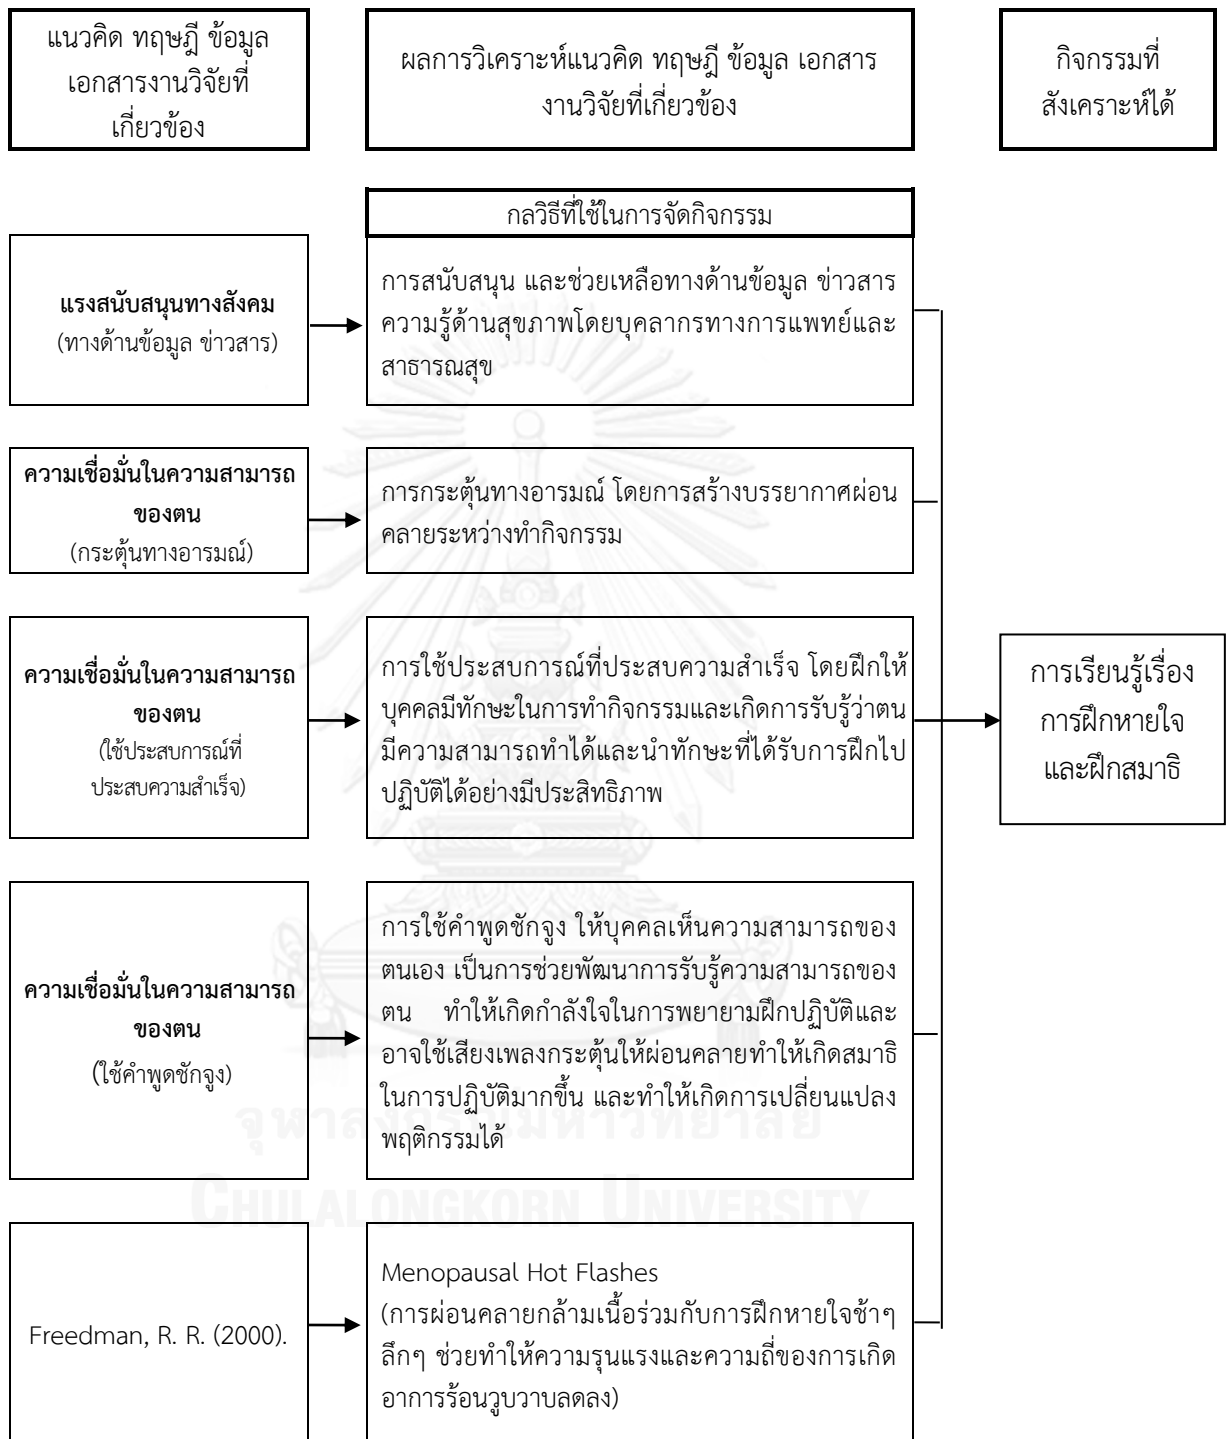 แนวคิด ทฤษฎี ข้อมูล
เอกสารงานวิจัยที่
เกี่ยวข้อง
ผลการวิเคราะห์แนวคิด ทฤษฎี ข้อมูล เอกสาร
งานวิจัยที่เกี่ยวข้อง
กิจกรรมที่
สังเคราะห์ได้
กลวิธีที่ใช้ในการจัดกิจกรรม
แรงสนับสนุนทางสังคม
(ทางด้านข้อมูล ข่าวสาร)
การสนับสนุน และช่วยเหลือทางด้านข้อมูล ข่าวสาร
ความรู้ด้านสุขภาพโดยบุคลากรทางการแพทย์และ
สาธารณสุข
ความเชื่อมั่นในความสามารถ
ของตน
(กระตุ้นทางอารมณ์)
การกระตุ้นทางอารมณ์ โดยการสร้างบรรยากาศผ่อน
คลายระหว่างทำกิจกรรม
ความเชื่อมั่นในความสามารถ
ของตน
(ใช้ประสบการณ์ที่
ประสบความสำเร็จ)
การใช้ประสบการณ์ที่ประสบความสำเร็จ โดยฝึกให้
บุคคลมีทักษะในการทำกิจกรรมและเกิดการรับรู้ว่าตน
มีความสามารถทำได้และนำทักษะที่ได้รับการฝึกไป
ปฏิบัติได้อย่างมีประสิทธิภาพ
การเรียนรู้เรื่อง
การฝึกหายใจ
และฝึกสมาธิ
ความเชื่อมั่นในความสามารถ
ของตน
(ใช้คำพูดชักจูง)
การใช้คำพูดชักจูง ให้บุคคลเห็นความสามารถของ
ตนเอง เป็นการช่วยพัฒนาการรับรู้ความสามารถของ
ตน ทำให้เกิดกำลังใจในการพยายามฝึกปฏิบัติและ
อาจใช้เสียงเพลงกระตุ้นให้ผ่อนคลายทำให้เกิดสมาธิ
ในการปฏิบัติมากขึ้น และทำให้เกิดการเปลี่ยนแปลง
พฤติกรรมได้
จุฬาลงกรณ์มหาวิทยาลัย
CHULALONGKORN UNIVERSITY
Freedman, R. R. (2000).
Menopausal Hot Flashes
(การผ่อนคลายกล้ามเนื้อร่วมกับการฝึกหายใจช้าๆ
ลึกๆ ช่วยทำให้ความรุนแรงและความถี่ของการเกิด
อาการร้อนวูบวาบลดลง)